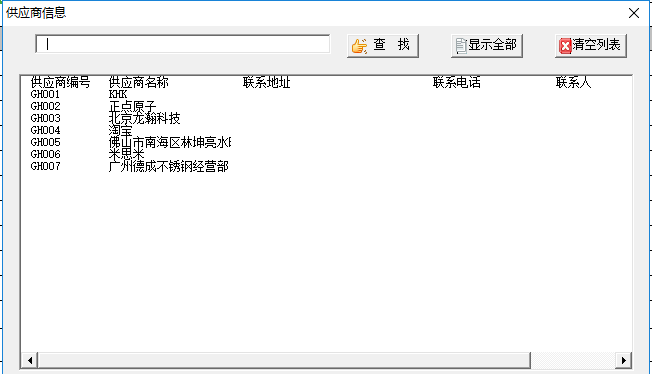 供应商信息
查 找 显示全部 清空列表
供应商编号 供应商名称 联系地址 联系电话 联系人
GH001 KHK
GH002 正点原子
GH003 北京龙瀚科技
GH004 淘宝
GH005 佛山市南海区林坤亮水
GH006 米思米
GH007 广州德成不锈钢经营部